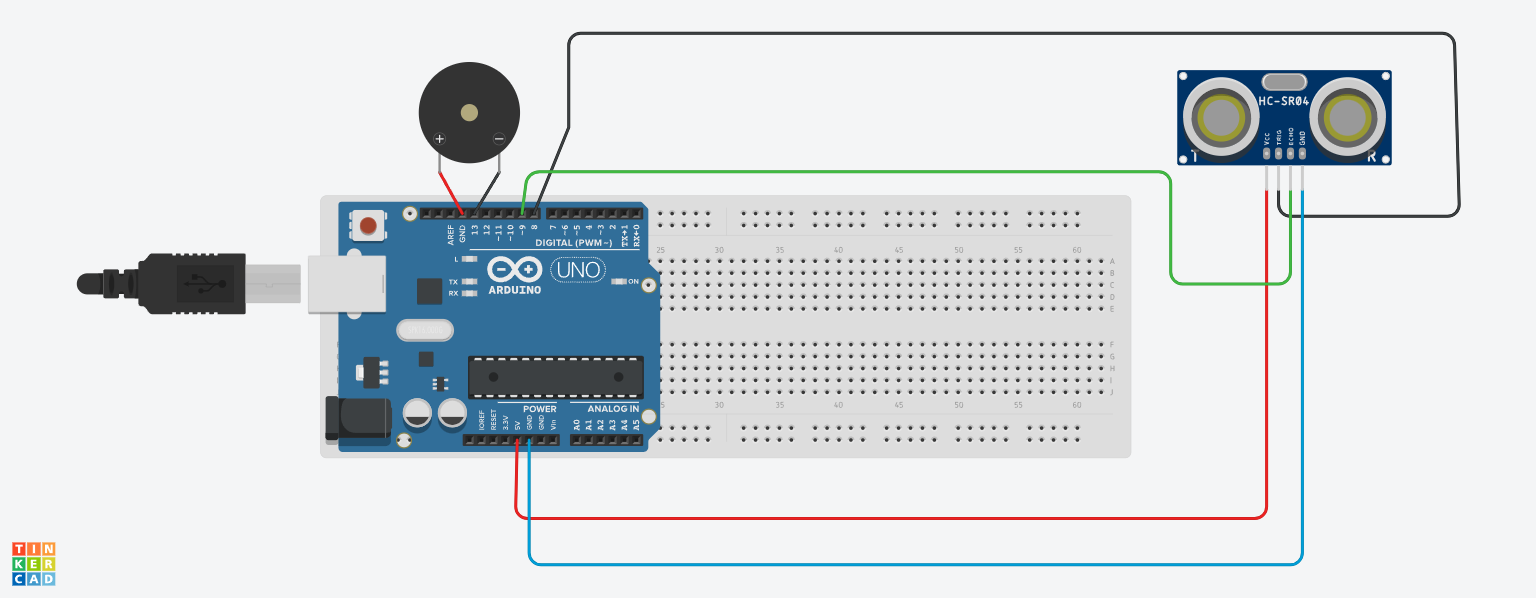 HC-SR04
VCC
TRIG
ECHO
GND
T
R
+
−
AREF
GND
13
12
~11
~10
~9
8
7
~6
~5
4
~3
2
TX→1
RX←0
DIGITAL (PWM~)
L
TX
RX
ON
UNO
ARDUINO
POWER
ANALOG IN
IOREF
RESET
3.3V
5V
GND
GND
Vin
A0
A1
A2
A3
A4
A5
25 30 35 40 45 50 55 60
A
B
C
D
E
F
G
H
I
J
30 35 40 45 50 55 60
TIN
KER
CAD